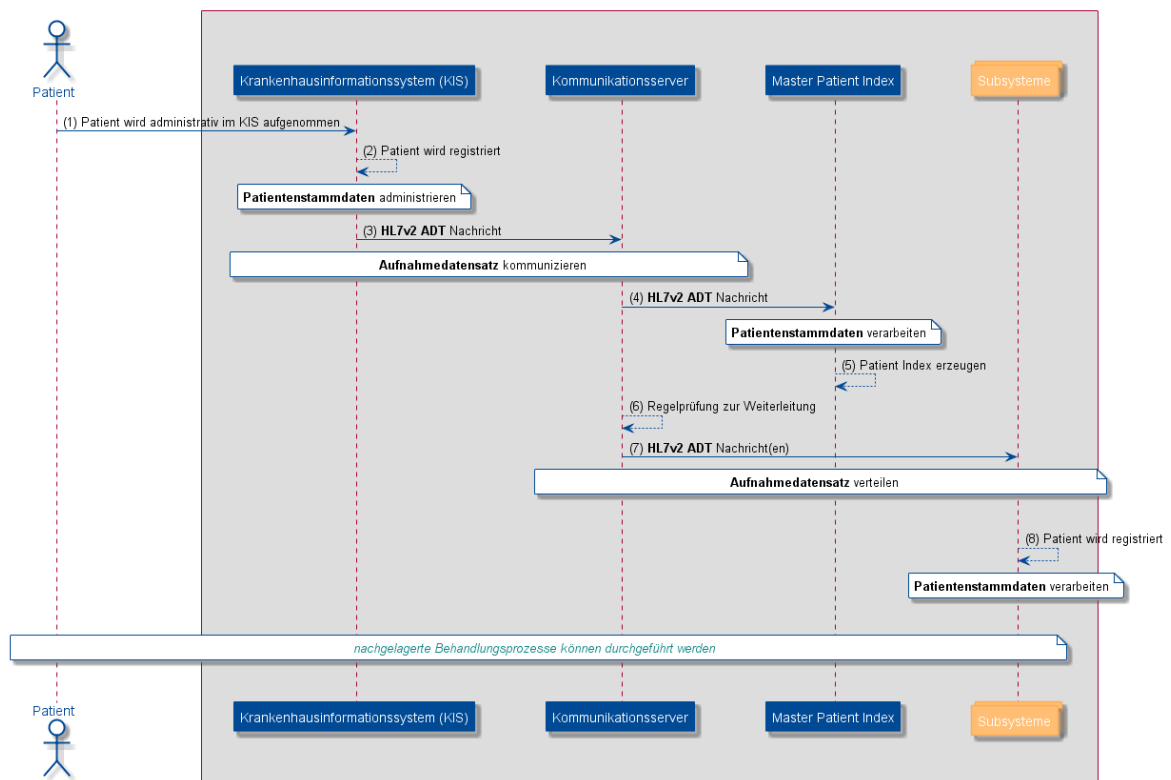 Patient
Krankenhausinformationssystem (KIS)
Kommunikationsserver
Master Patient Index
Subsysteme
(1) Patient wird administrativ im KIS aufgenommen
(2) Patient wird registriert
Patientenstammdaten administrieren
(3) HL7v2 ADT Nachricht
Aufnahmedatensatz kommunizieren
(4) HL7v2 ADT Nachricht
Patientenstammdaten verarbeiten
(5) Patient Index erzeugen
(6) Regelprüfung zur Weiterleitung
(7) HL7v2 ADT Nachricht(en)
Aufnahmedatensatz verteilen
(8) Patient wird registriert
Patientenstammdaten verarbeiten
nachgelagerte Behandlungsprozesse können durchgeführt werden
Patient
Krankenhausinformationssystem (KIS)
Kommunikationsserver
Master Patient Index
Subsysteme